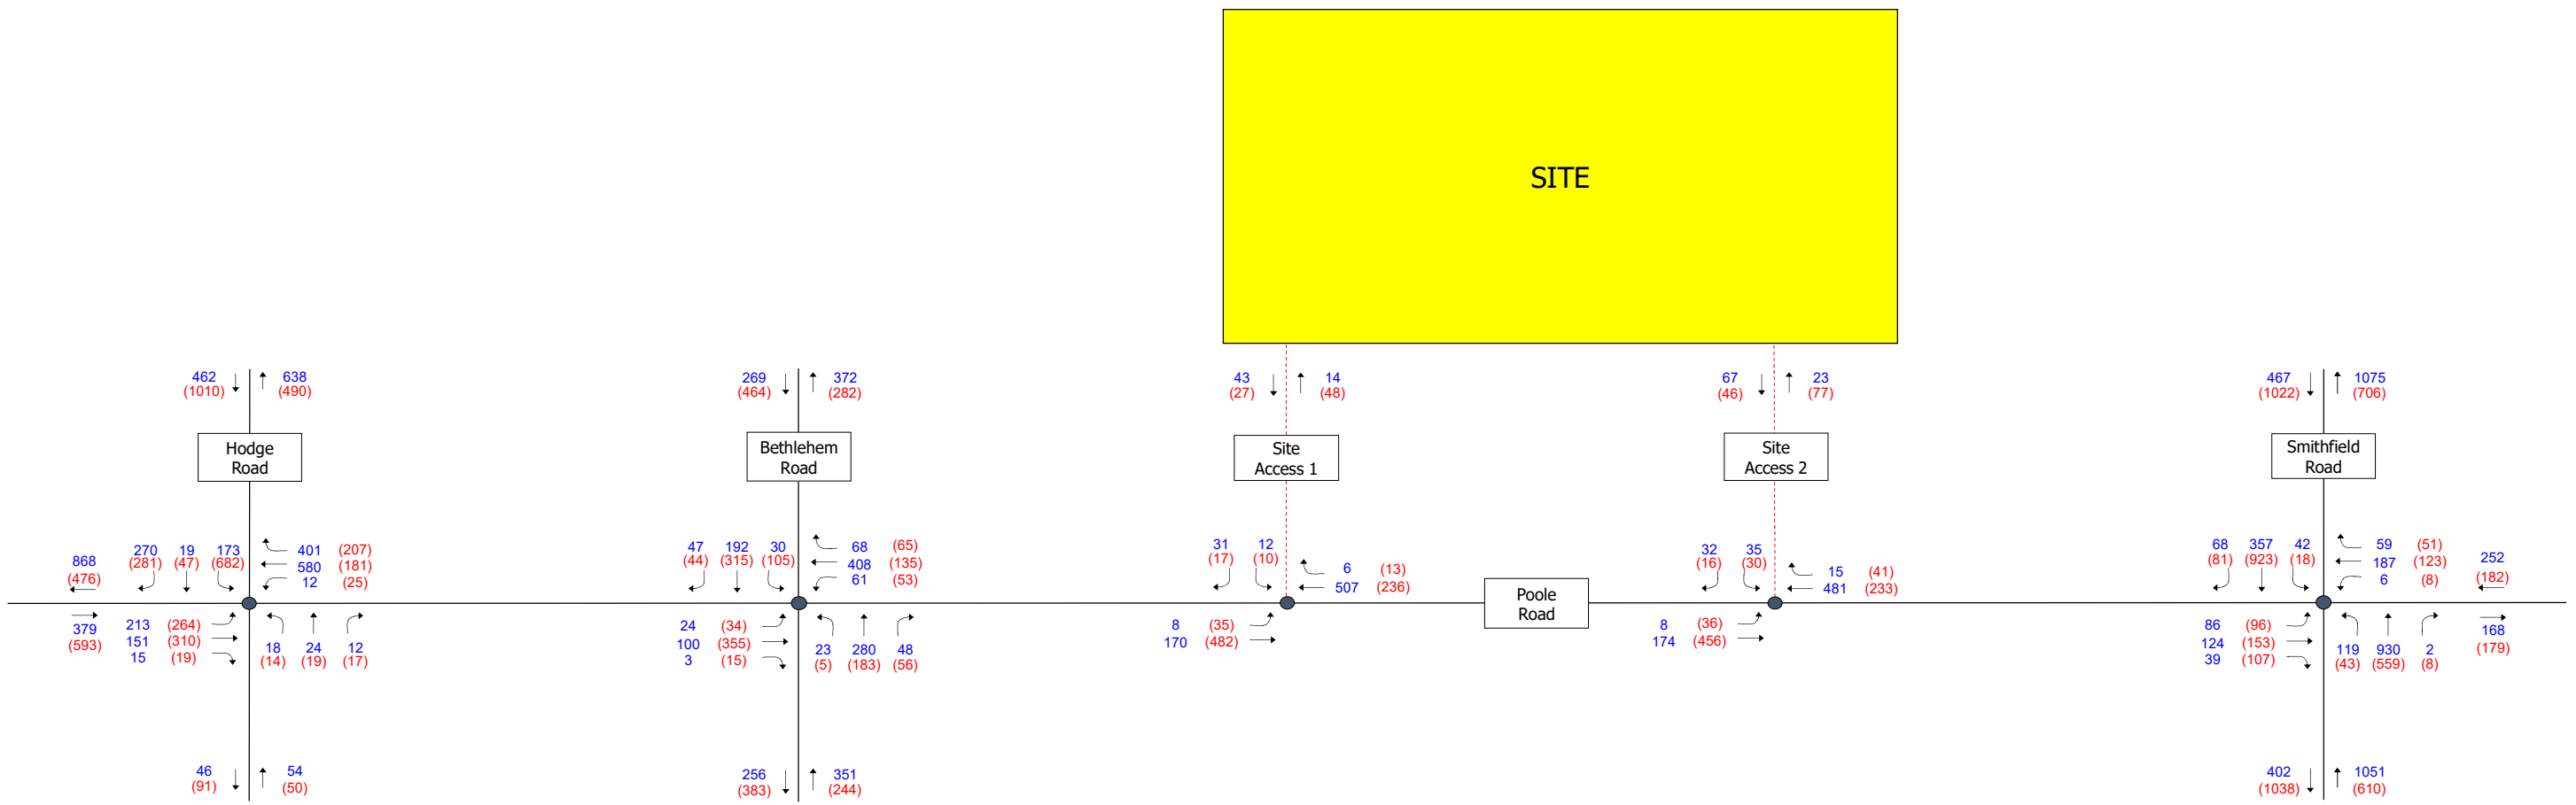 SITE
462 638 269 372 43 14 67 23 467 1075
(1010) (490) (464) (282) (27) (48) (46) (77) (1022) (706)
Hodge
Road
Bethlehem
Road
Site
Access 1
Site
Access 2
Smithfield
Road
868
(476)
270 19 173
(281) (47) (682)
401 (207)
580 (181)
12 (25)
47 192 30
(44) (315) (105)
68 (65)
408 (135)
61 (53)
31 12
(17) (10)
6 (13)
507 (236)
Poole
Road
32 35
(16) (30)
15 (41)
481 (233)
68 357 42
(81) (923) (18)
59 (51)
187 (123)
6 (8)
252
(182)
379
(593)
213 (264)
151 (310)
15 (19)
18 24 12
(14) (19) (17)
24 (34)
100 (355)
3 (15)
23 280 48
(5) (183) (56)
8 (35)
170 (482)
8 (36)
174 (456)
86 (96)
124 (153)
39 (107)
119 930 2
(43) (559) (8)
168
(179)
46 54 256 351 402 1051
(91) (50) (383) (244) (1038) (610)